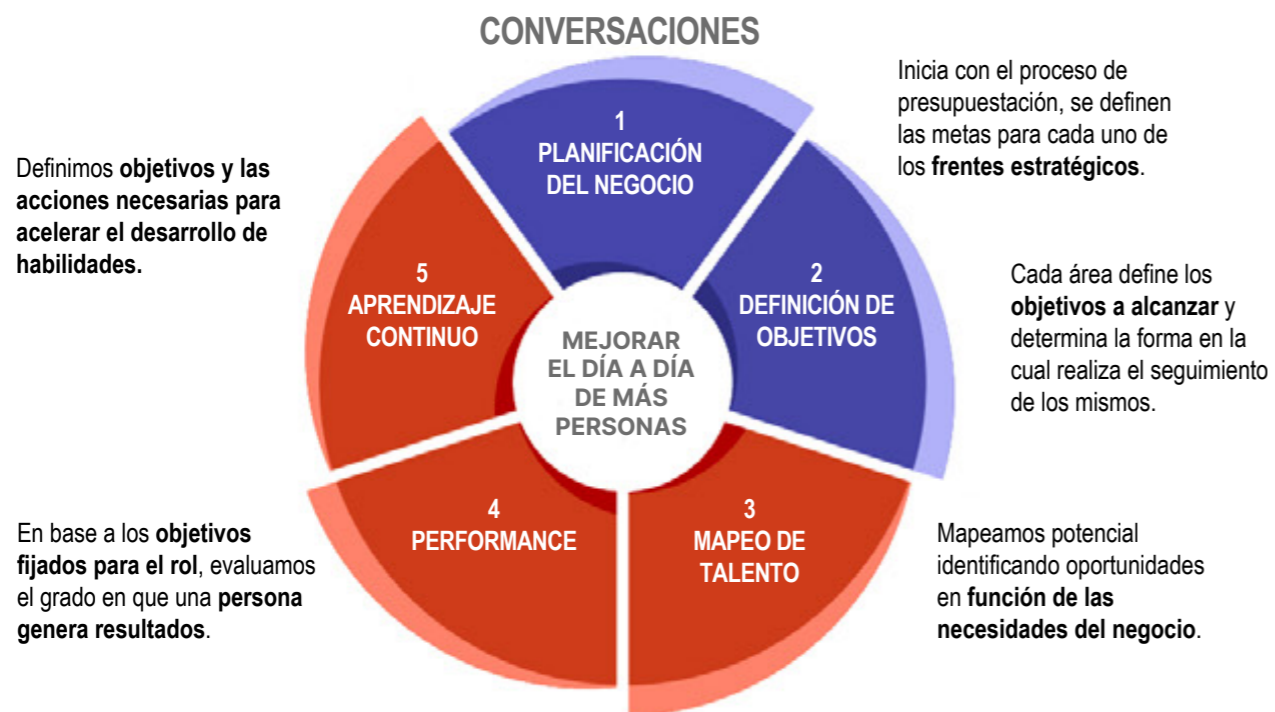 CONVERSACIONES
1
PLANIFICACIÓN
DEL NEGOCIO
Inicia con el proceso de
presupuestación, se definen
las metas para cada uno de
los frentes estratégicos.
2
DEFINICIÓN DE
OBJETIVOS
Cada área define los
objetivos a alcanzar y
determina la forma en la
cual realiza el seguimiento
de los mismos.
3
MAPEO DE
TALENTO
Mapeamos potencial
identificando oportunidades
en función de las
necesidades del negocio.
4
PERFORMANCE
En base a los objetivos
fijados para el rol, evaluamos
el grado en que una persona
genera resultados.
5
APRENDIZAJE
CONTINUO
Definimos objetivos y las
acciones necesarias para
acelerar el desarrollo de
habilidades.
MEJORAR
EL DÍA A DÍA
DE MÁS
PERSONAS